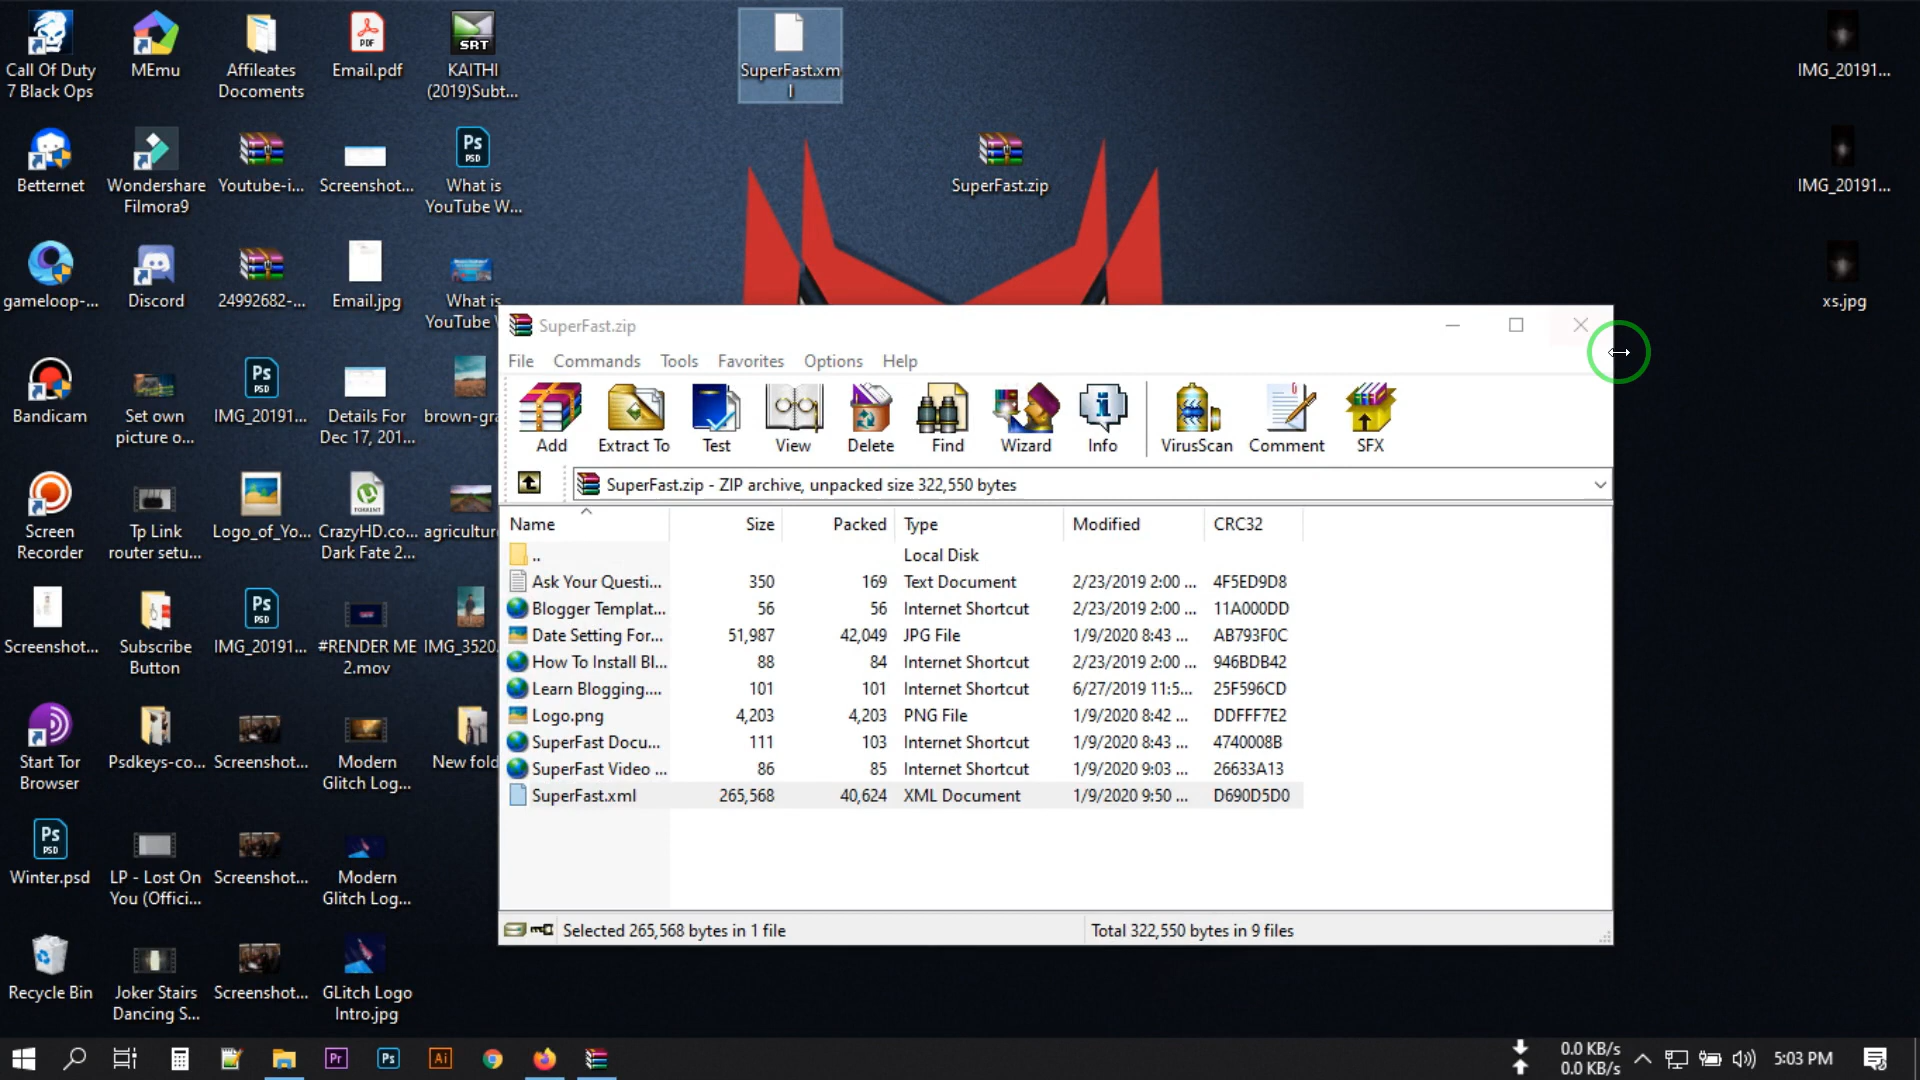 Call Of Duty
7 Black Ops
MEmu
Affileates
Docoments
Email.pdf
SRT
KAITHI
(2019)Subt...
SuperFast.xm
l
IMG_20191...
Betternet
Wondershare
Filmora9
Youtube-i...
Screenshot...
What is
YouTube W...
SuperFast.zip
IMG_20191...
gameloop-...
Discord
24992682-...
Email.jpg
What is
YouTube
xs.jpg
Bandicam
Set own
picture o...
IMG_20191...
Details For
Dec 17, 201...
brown-gra
Screen
Recorder
Tp Link
router setu...
Logo_of_Yo...
CrazyHD.co...
Dark Fate 2...
agriculture
Screenshot...
Subscribe
Button
IMG_20191...
#RENDER ME
2.mov
IMG_3520.
Start Tor
Browser
Psdkeys-co...
Screenshot...
Modern
Glitch Log...
New fold
Winter.psd
LP - Lost On
You (Offici...
Screenshot...
Modern
Glitch Log...
Recycle Bin
Joker Stairs
Dancing S...
Screenshot...
GLitch Logo
Intro.jpg
SuperFast.zip
File Commands Tools Favorites Options Help
Add Extract To Test View Delete Find Wizard Info VirusScan Comment SFX
SuperFast.zip - ZIP archive, unpacked size 322,550 bytes
Name Size Packed Type Modified CRC32
.. Local Disk
Ask Your Questi... 350 169 Text Document 2/23/2019 2:00 ... 4F5ED9D8
Blogger Templat... 56 56 Internet Shortcut 2/23/2019 2:00 ... 11A000DD
Date Setting For... 51,987 42,049 JPG File 1/9/2020 8:43 ... AB793F0C
How To Install Bl... 88 84 Internet Shortcut 2/23/2019 2:00 ... 946BDB42
Learn Blogging.... 101 101 Internet Shortcut 6/27/2019 11:5... 25F596CD
Logo.png 4,203 4,203 PNG File 1/9/2020 8:42 ... DDFFF7E2
SuperFast Docu... 111 103 Internet Shortcut 1/9/2020 8:43 ... 4740008B
SuperFast Video ... 86 85 Internet Shortcut 1/9/2020 9:03 ... 26633A13
SuperFast.xml 265,568 40,624 XML Document 1/9/2020 9:50 ... D690D5D0
Selected 265,568 bytes in 1 file
Total 322,550 bytes in 9 files
0.0 KB/s
0.0 KB/s
5:03 PM